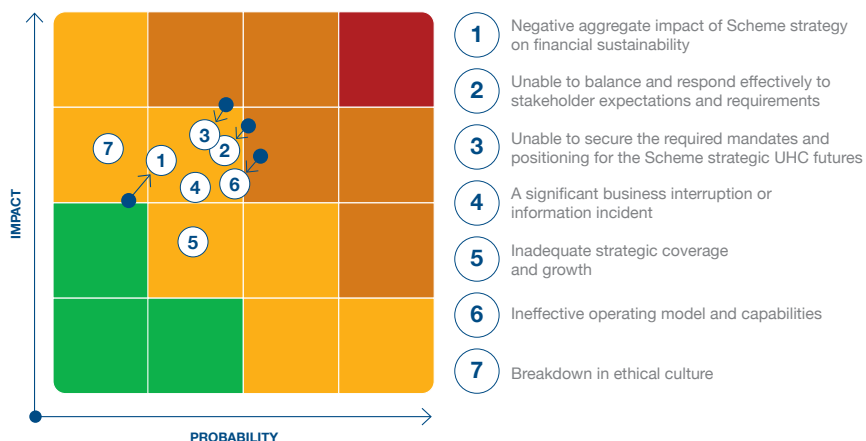 IMPACT
7
1
3
2
4
6
5
PROBABILITY
1
Negative aggregate impact of Scheme strategy
on financial sustainability
2
Unable to balance and respond effectively to
stakeholder expectations and requirements
3
Unable to secure the required mandates and
positioning for the Scheme strategic UHC futures
4
A significant business interruption or
information incident
5
Inadequate strategic coverage
and growth
6
Ineffective operating model and capabilities
7
Breakdown in ethical culture